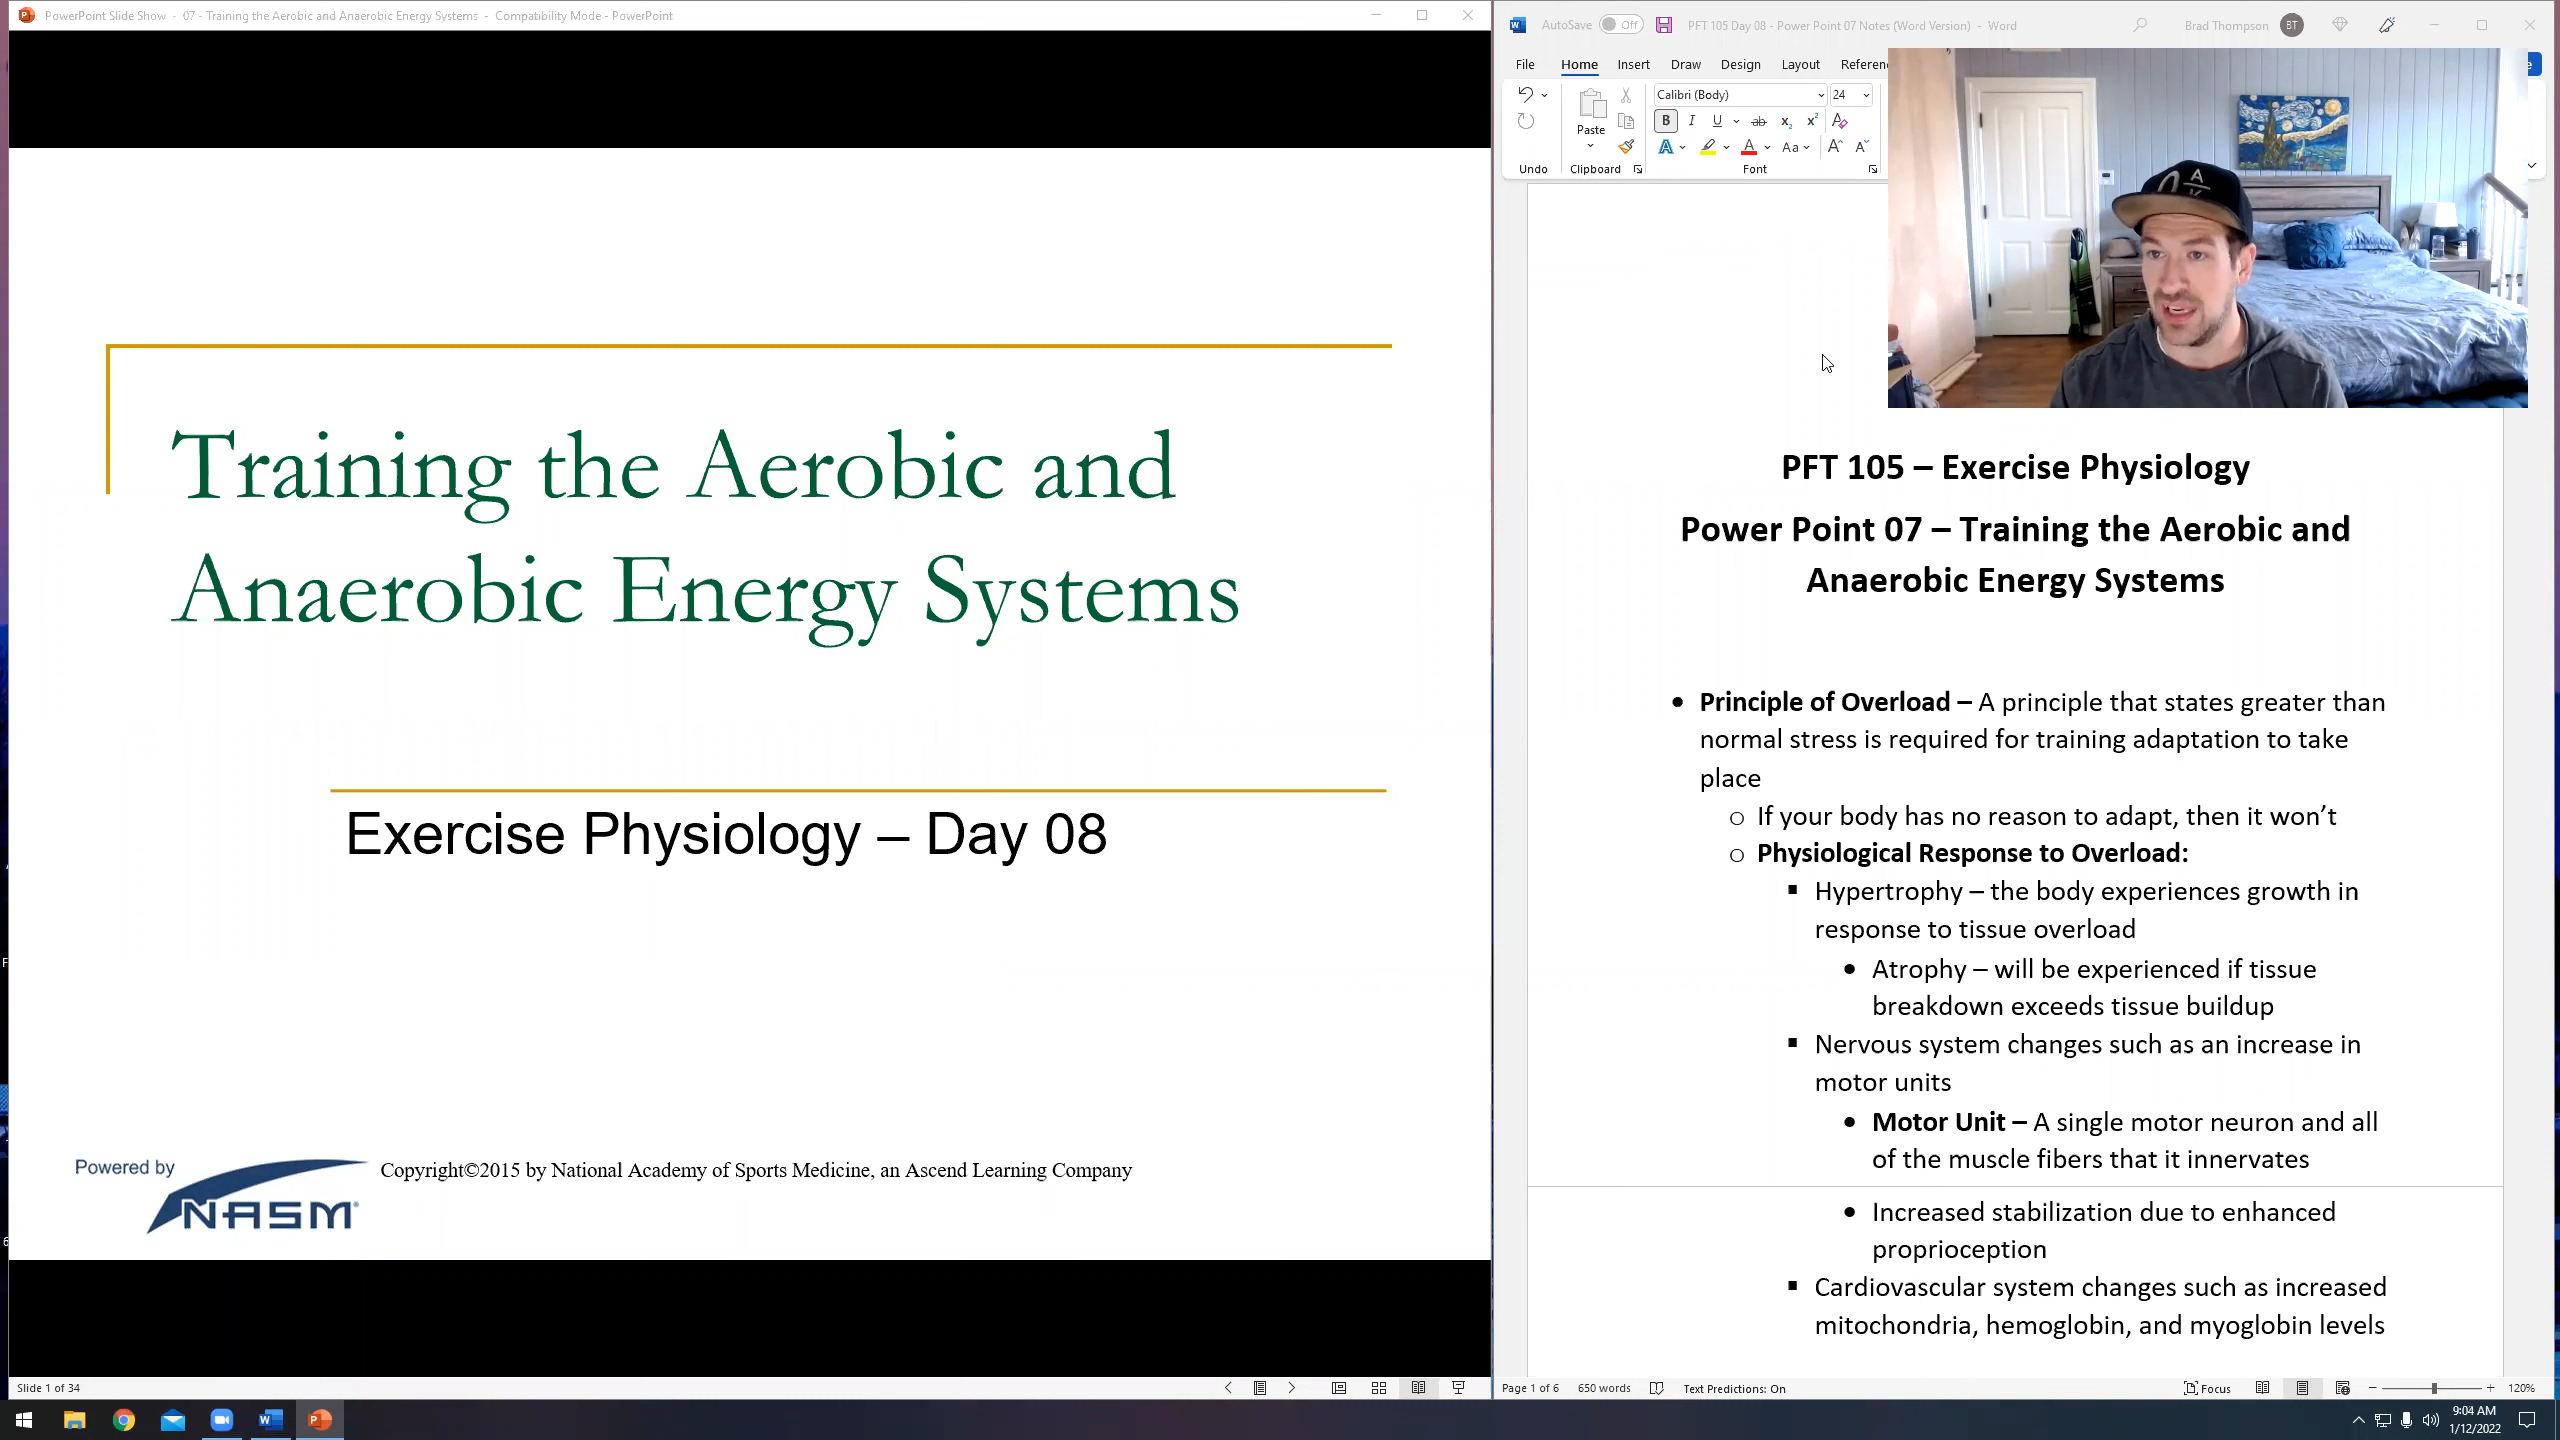 PowerPoint Slide Show - 07 - Training the Aerobic and Anaerobic Energy Systems - Compatibility Mode - PowerPoint
Training the Aerobic and
Anaerobic Energy Systems
Exercise Physiology – Day 08
Powered by
NASM
Copyright©2015 by National Academy of Sports Medicine, an Ascend Learning Company
Slide 1 of 34
AutoSave Off PFT 105 Day 08 - Power Point 07 Notes (Word Version) - Word Brad Thompson BT
File Home Insert Draw Design Layout Referen
Calibri (Body) 24
Paste
Undo Clipboard Font
PFT 105 – Exercise Physiology
Power Point 07 – Training the Aerobic and
Anaerobic Energy Systems
• Principle of Overload – A principle that states greater than
normal stress is required for training adaptation to take
place
o If your body has no reason to adapt, then it won't
o Physiological Response to Overload:
▪ Hypertrophy – the body experiences growth in
response to tissue overload
• Atrophy – will be experienced if tissue
breakdown exceeds tissue buildup
▪ Nervous system changes such as an increase in
motor units
• Motor Unit – A single motor neuron and all
of the muscle fibers that it innervates
• Increased stabilization due to enhanced
proprioception
▪ Cardiovascular system changes such as increased
mitochondria, hemoglobin, and myoglobin levels
Page 1 of 6 650 words Text Predictions: On Focus 120%
9:04 AM
1/12/2022